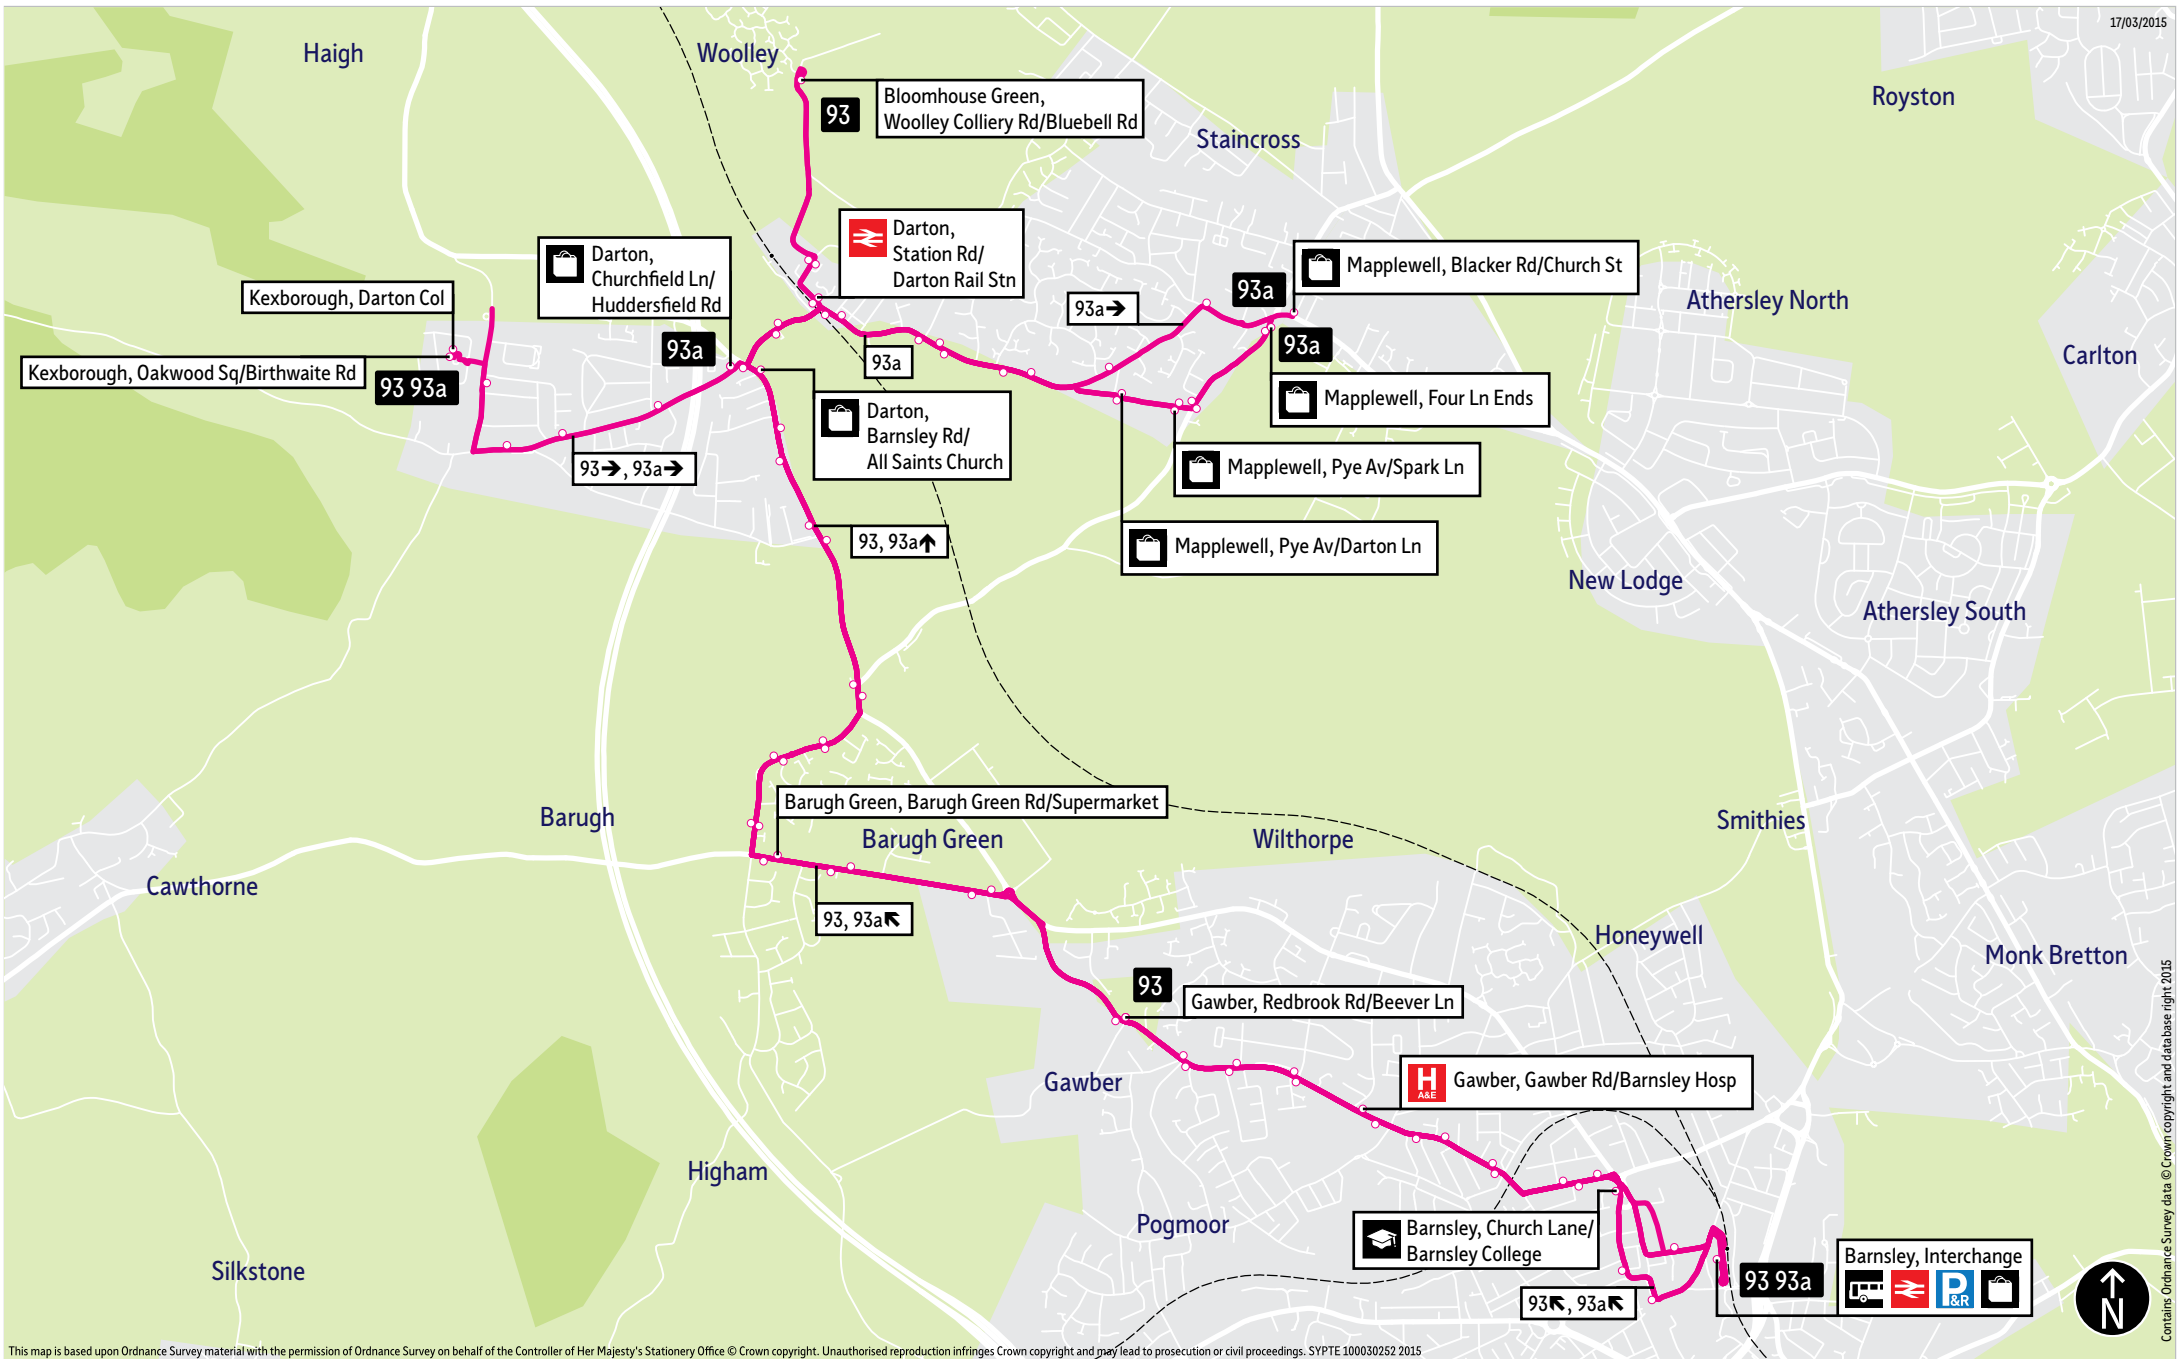 17/03/2015
Haigh
Woolley
Royston
Staincross
93
Bloomhouse Green,
Woolley Colliery Rd/Bluebell Rd
Darton,
Station Rd/
Darton Rail Stn
Darton,
Churchfield Ln/
Huddersfield Rd
Mapplewell, Blacker Rd/Church St
93a
93a➔
Athersley North
Kexborough, Darton Col
93a
93a
93a
Mapplewell, Four Ln Ends
Carlton
Kexborough, Oakwood Sq/Birthwaite Rd
93 93a
Darton,
Barnsley Rd/
All Saints Church
93➔, 93a➔
Mapplewell, Pye Av/Spark Ln
93, 93a↑
Mapplewell, Pye Av/Darton Ln
New Lodge
Athersley South
Barugh Green, Barugh Green Rd/Supermarket
Barugh
Barugh Green
Wilthorpe
Smithies
Cawthorne
93, 93a↖
Honeywell
Monk Bretton
93
Gawber, Redbrook Rd/Beever Ln
Gawber
H
A&E
Gawber, Gawber Rd/Barnsley Hosp
Higham
Pogmoor
Barnsley, Church Lane/
Barnsley College
Silkstone
93↖, 93a↖
93 93a
Barnsley, Interchange
P
&R
N
Contains Ordnance Survey data © Crown copyright and database right 2015
This map is based upon Ordnance Survey material with the permission of Ordnance Survey on behalf of the Controller of Her Majesty's Stationery Office © Crown copyright. Unauthorised reproduction infringes Crown copyright and may lead to prosecution or civil proceedings. SYPTE 100030252 2015